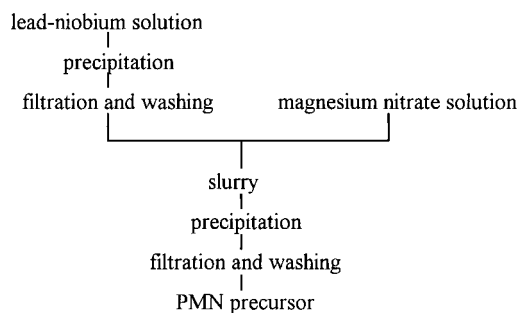 lead-niobium solution
precipitation
filtration and washing
magnesium nitrate solution
slurry
precipitation
filtration and washing
PMN precursor